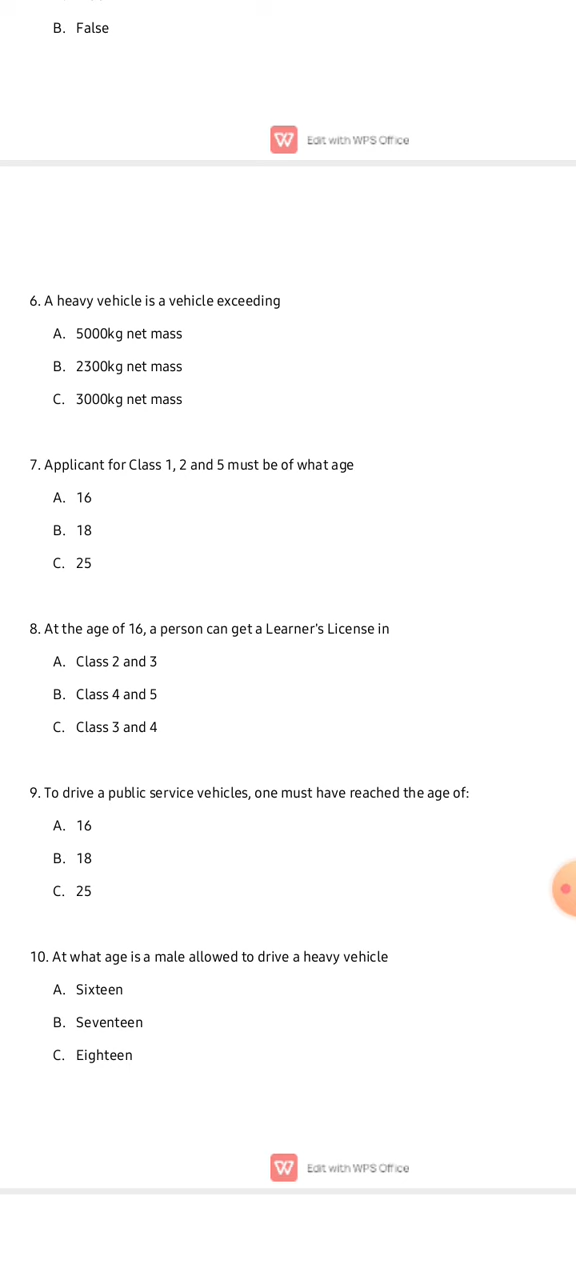 B. False
Edit with WPS Office
6. A heavy vehicle is a vehicle exceeding
A. 5000kg net mass
B. 2300kg net mass
C. 3000kg net mass
7. Applicant for Class 1, 2 and 5 must be of what age
A. 16
B. 18
C. 25
8. At the age of 16, a person can get a Learner's License in
A. Class 2 and 3
B. Class 4 and 5
C. Class 3 and 4
9. To drive a public service vehicles, one must have reached the age of:
A. 16
B. 18
C. 25
10. At what age is a male allowed to drive a heavy vehicle
A. Sixteen
B. Seventeen
C. Eighteen
Edit with WPS Office